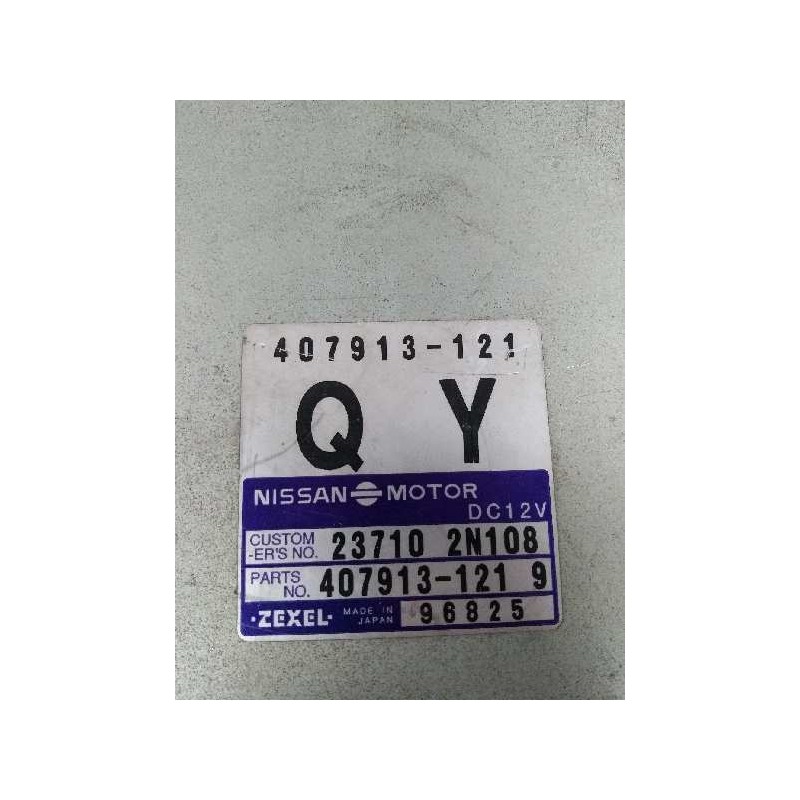 407913-121
Q Y
NISSAN MOTOR
DC12V
CUSTOM
-ER'S NO. 23710 2N108
PARTS
NO. 407913-121 9
·ZEXEL· MADE IN
JAPAN 96825